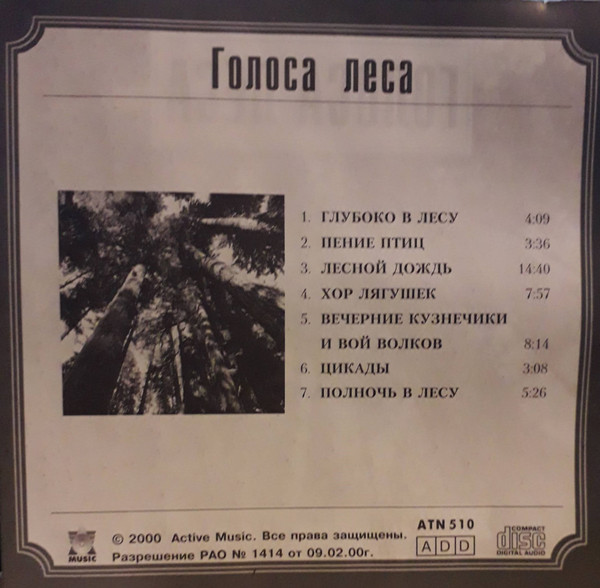 Голоса леса
1. ГЛУБОКО В ЛЕСУ 4:09
2. ПЕНИЕ ПТИЦ 3:36
3. ЛЕСНОЙ ДОЖДЬ 14:40
4. ХОР ЛЯГУШЕК 7:57
5. ВЕЧЕРНИЕ КУЗНЕЧИКИ
И ВОЙ ВОЛКОВ 8:14
6. ЦИКАДЫ 3:08
7. ПОЛНОЧЬ В ЛЕСУ 5:26
MUSIC
© 2000 Active Music. Все права защищены.
Разрешение РАО № 1414 от 09.02.00г.
ATN 510
ADD
COMPACT
disc
DIGITAL AUDIO